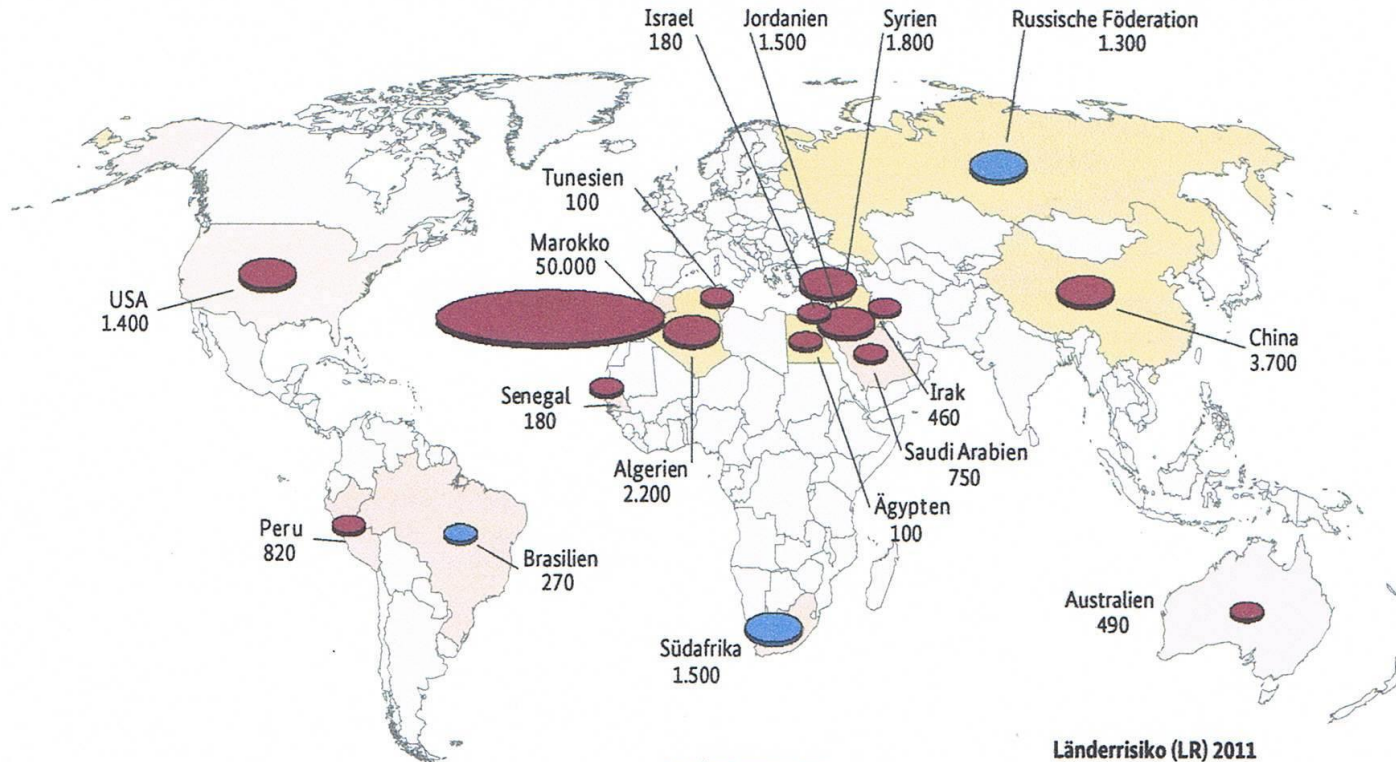 Israel
180
Jordanien
1.500
Syrien
1.800
Russische Föderation
1.300
Tunesien
100
Marokko
50.000
USA
1.400
China
3.700
Senegal
180
Irak
460
Saudi Arabien
750
Algerien
2.200
Ägypten
100
Peru
820
Brasilien
270
Australien
490
Südafrika
1.500
Länderrisiko (LR) 2011